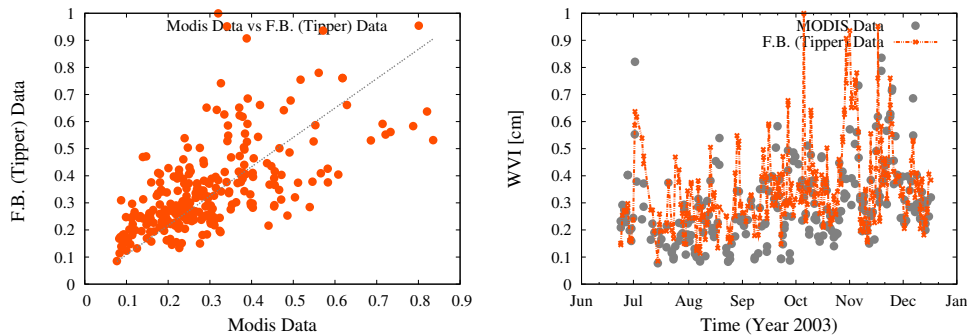 Modis Data vs F.B. (Tiper) Data
F.B. (Tipper) Data
1
0.9
0.8
0.7
0.6
0.5
0.4
0.3
0.2
0.1
0
0 0.1 0.2 0.3 0.4 0.5 0.6 0.7 0.8 0.9
Modis Data
MODIS Data
F.B. (Tipper) Data
WVI [cm]
1
0.9
0.8
0.7
0.6
0.5
0.4
0.3
0.2
0.1
0
Jun Jul Aug Sep Oct Nov Dec Jan
Time (Year 2003)